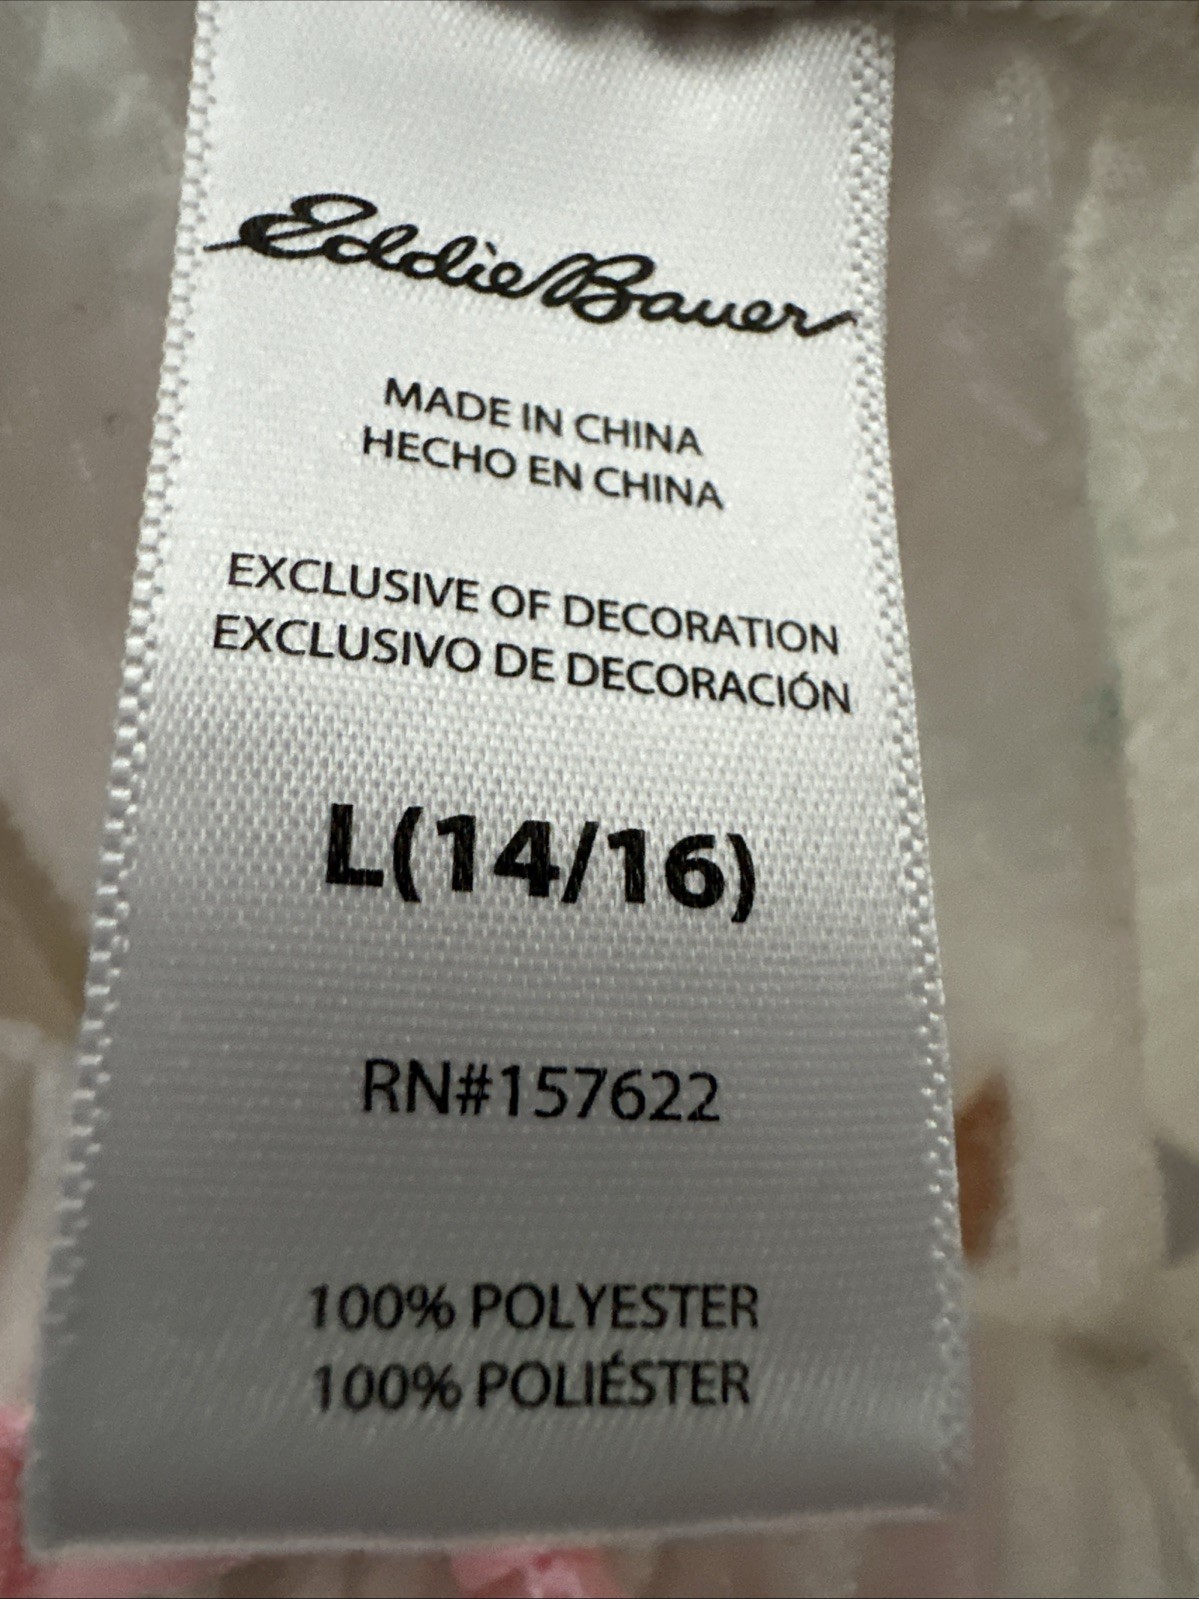 Eddie Bauer
MADE IN CHINA
HECHO EN CHINA
EXCLUSIVE OF DECORATION
EXCLUSIVO DE DECORACIÓN
L(14/16)
RN#157622
100% POLYESTER
100% POLIÉSTER